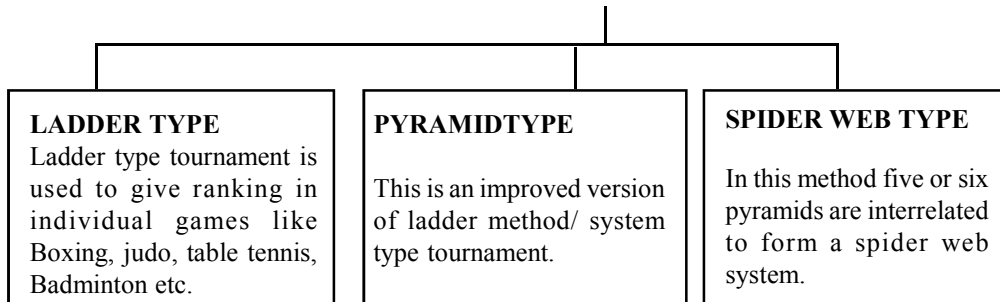 LADDER TYPE
Ladder type tournament is
used to give ranking in
individual games like
Boxing, judo, table tennis,
Badminton etc.
PYRAMIDTYPE
This is an improved version
of ladder method/ system
type tournament.
SPIDER WEB TYPE
In this method five or six
pyramids are interrelated
to form a spider web
system.